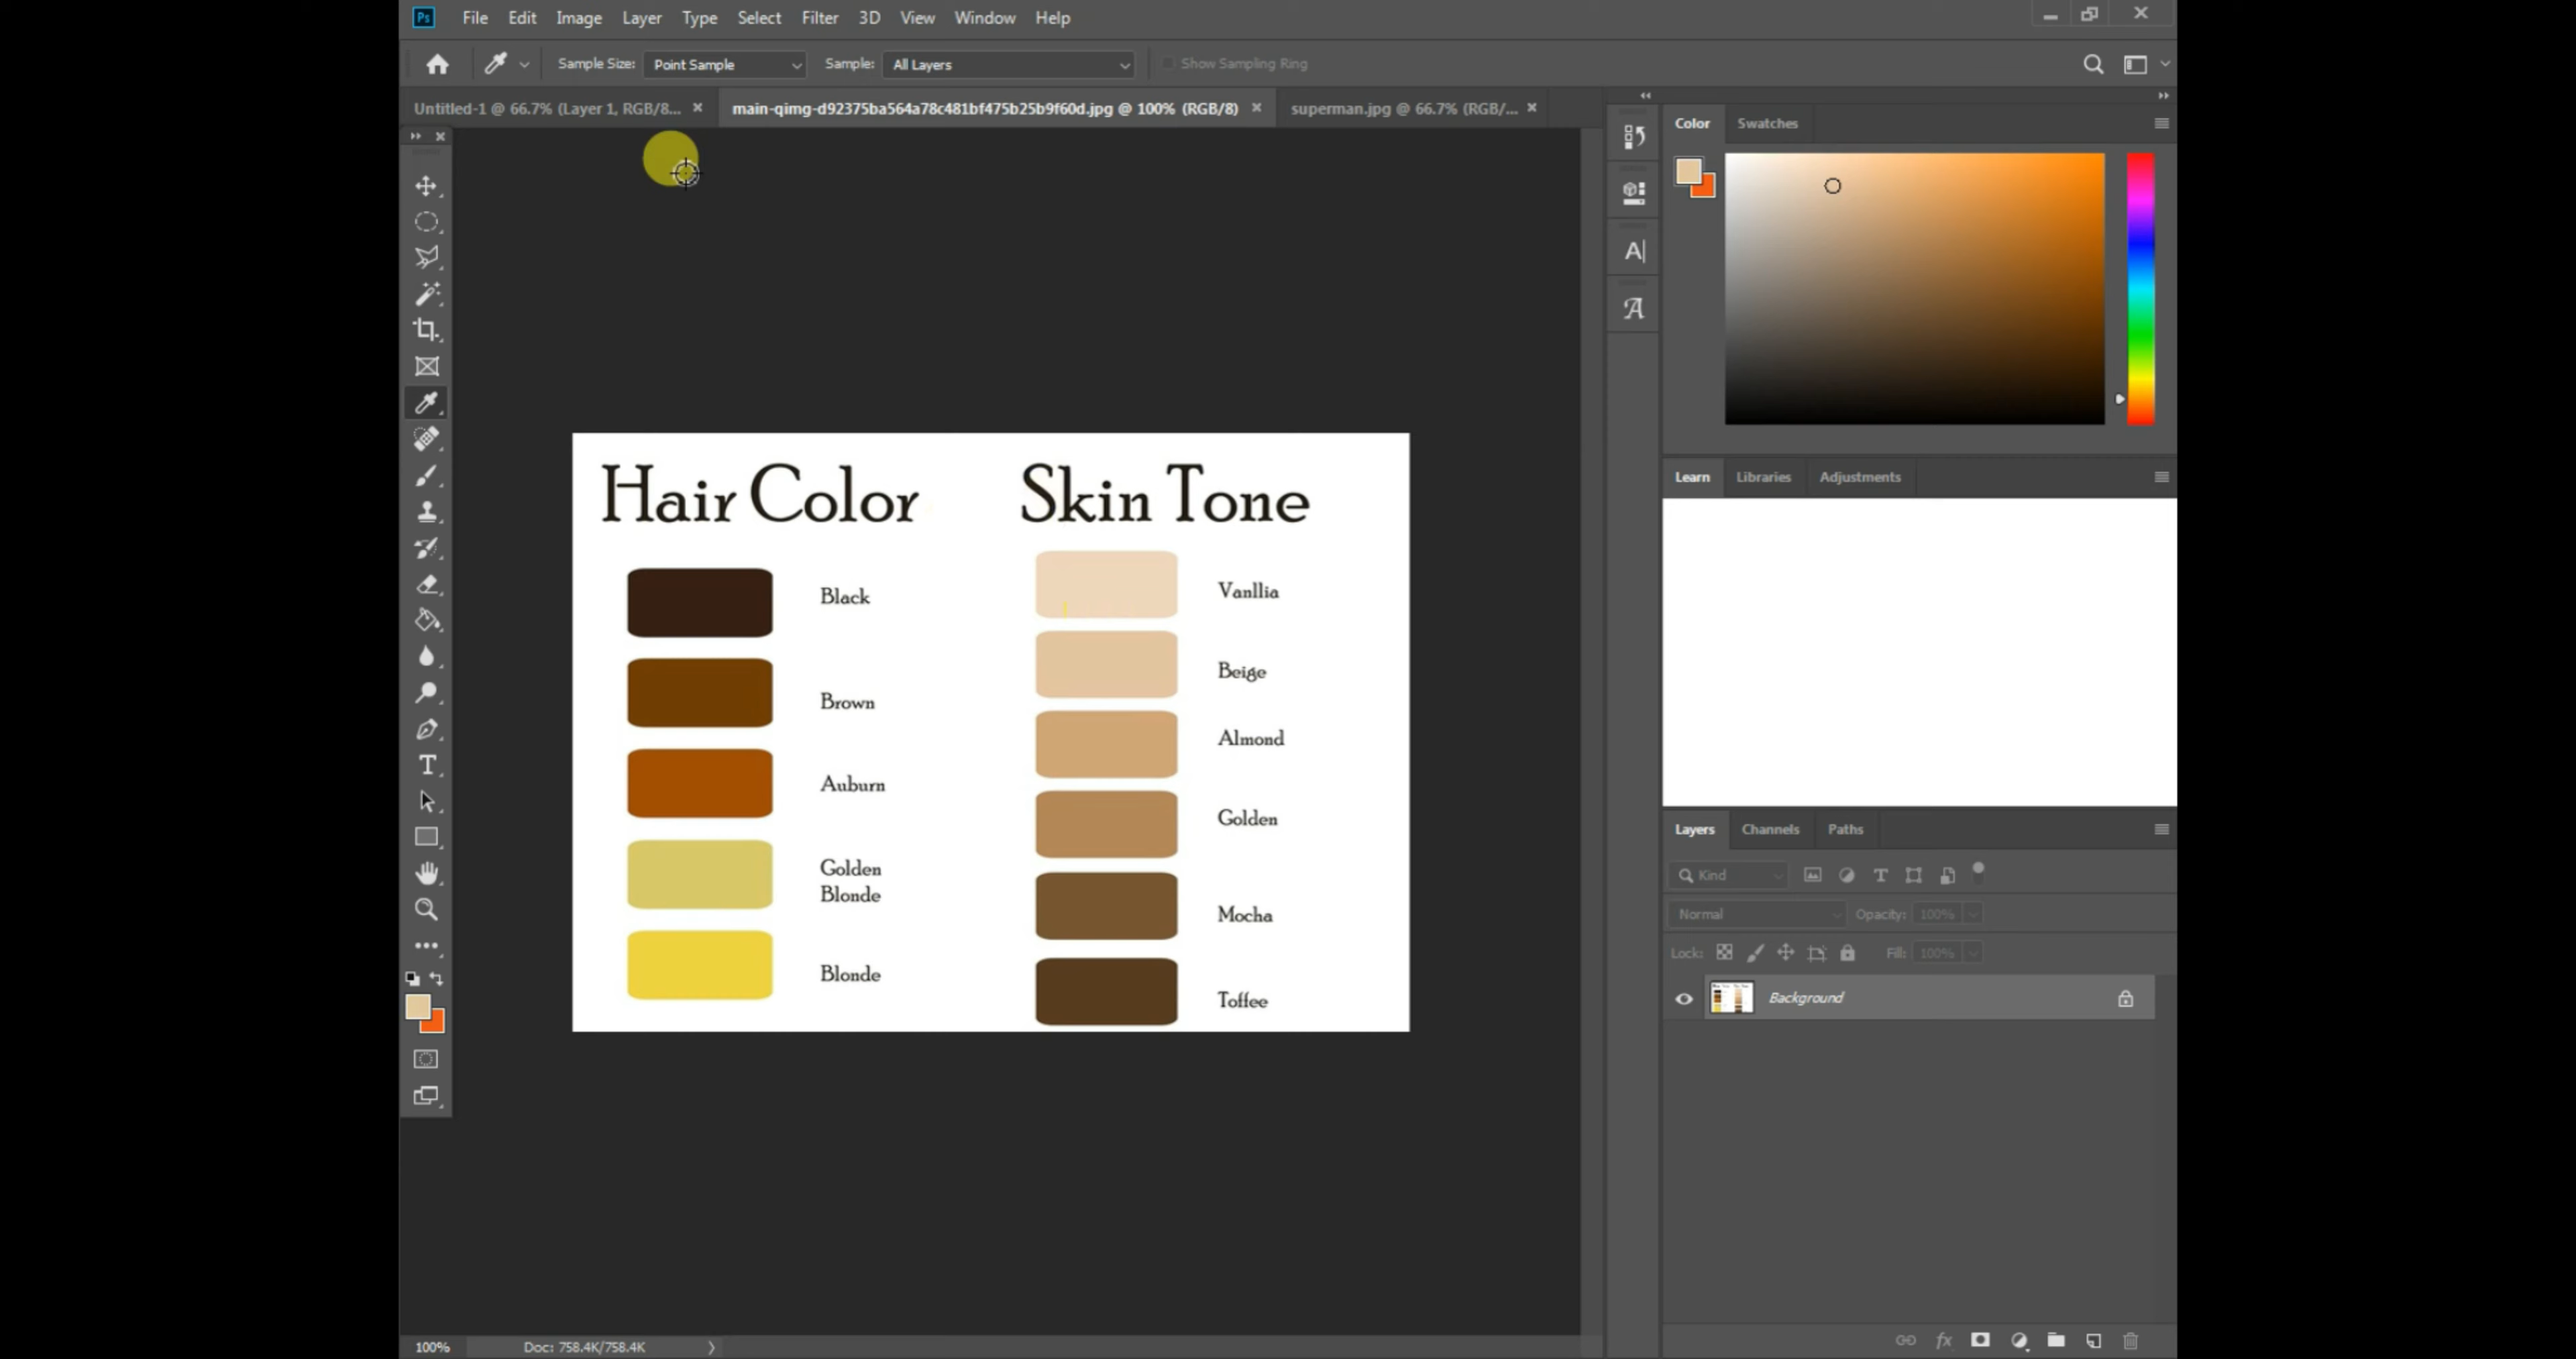 Ps File Edit Image Layer Type Select Filter 3D View Window Help
Sample Size: Point Sample Sample: All Layers Show Sampling Ring
Untitled-1 @ 66.7% (Layer 1, RGB/8... × main-qimg-d92375ba564a78c481bf475b25b9f60d.jpg @ 100% (RGB/8) × superman.jpg @ 66.7% (RGB/... ×
Color Swatches
Hair Color
Black
Brown
Auburn
Golden
Blonde
Blonde
Skin Tone
Vanllia
Beige
Almond
Golden
Mocha
Toffee
Learn Libraries Adjustments
Layers Channels Paths
Kind
Normal Opacity: 100%
Lock: Fill: 100%
Background
fx
100% Doc: 758.4K/758.4K